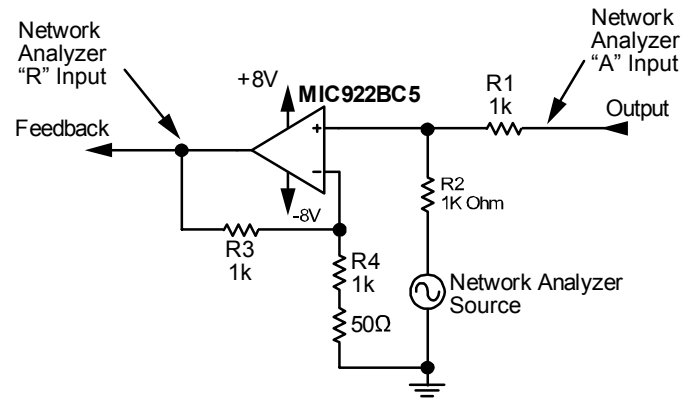 Network
Analyzer
“R” Input
Network
Analyzer
“A” Input
+8V
MIC922BC5
R1
1k
Output
Feedback
+
R2
1K Ohm
-8V
R3
1k
R4
1k
Network Analyzer
Source
50Ω